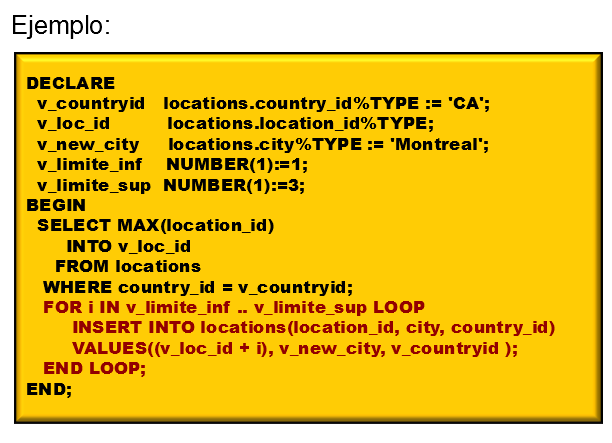 Ejemplo:
DECLARE
v_countryid locations.country_id%TYPE := 'CA';
v_loc_id locations.location_id%TYPE;
v_new_city locations.city%TYPE := 'Montreal';
v_limite_inf NUMBER(1):=1;
v_limite_sup NUMBER(1):=3;
BEGIN
SELECT MAX(location_id)
INTO v_loc_id
FROM locations
WHERE country_id = v_countryid;
FOR i IN v_limite_inf .. v_limite_sup LOOP
INSERT INTO locations(location_id, city, country_id)
VALUES((v_loc_id + i), v_new_city, v_countryid );
END LOOP;
END;